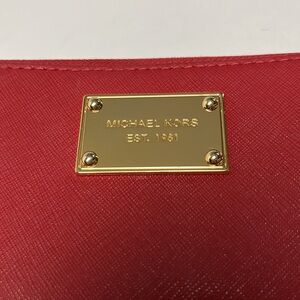 MICHAEL KORS
EST. 1981